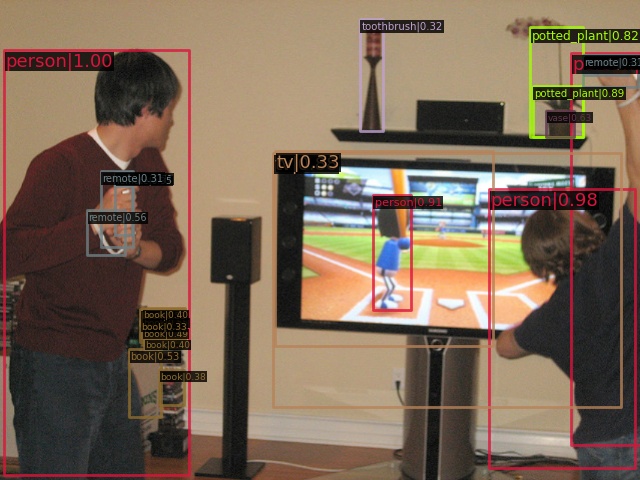 toothbrush|0.32
potted_plant|0.82
person|1.00
remote|0.31
potted_plant|0.89
tv|0.33
remote|0.31
person|0.91
person|0.98
remote|0.56
book|0.40
book|0.33
book|0.40
book|0.53
book|0.38